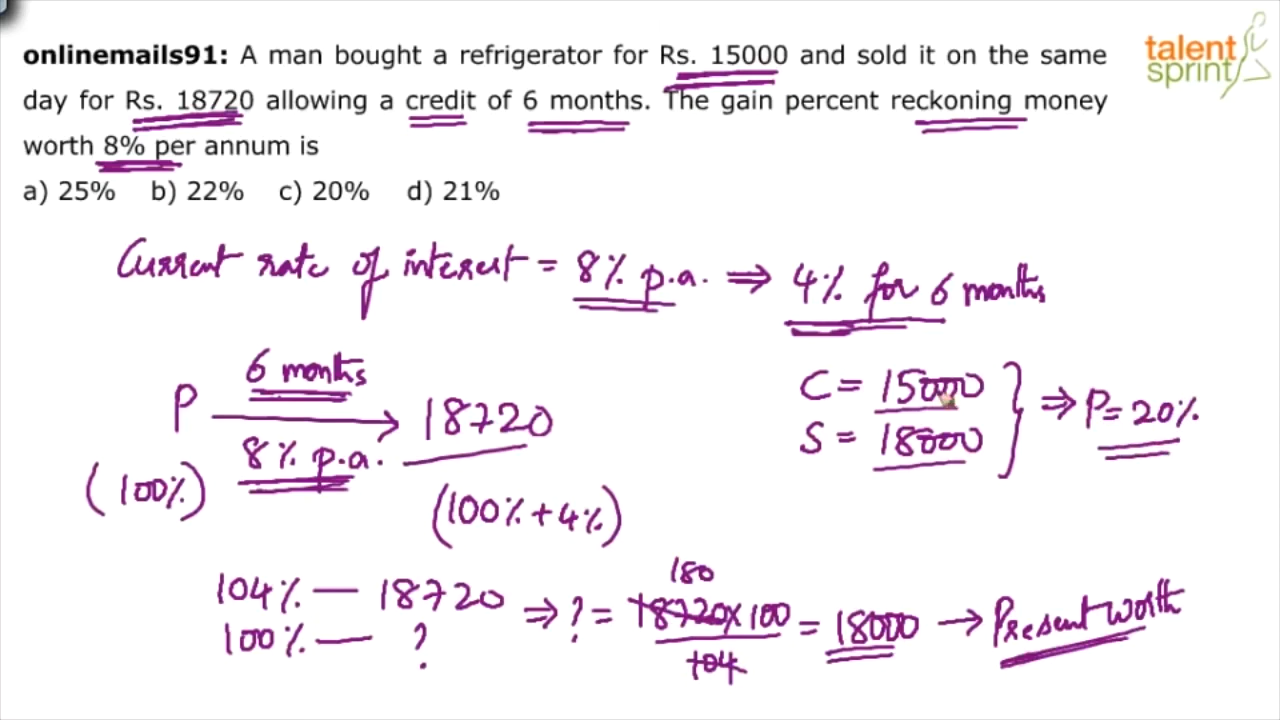 onlinemails91: A man bought a refrigerator for Rs. 15000 and sold it on the same
day for Rs. 18720 allowing a credit of 6 months. The gain percent reckoning money
worth 8% per annum is
a) 25% b) 22% c) 20% d) 21%
talent
sprint
Current rate of interest = 8% p.a. ⇒ 4% for 6 months
6 months
P → 18720
8% p.a.
(100%)
(100% + 4%)
C = 15000
S = 18000
} ⇒ P = 20%
180
104% — 18720 ⇒ ? = 18720 x 100 = 18000 → Present worth
100% — ?
104